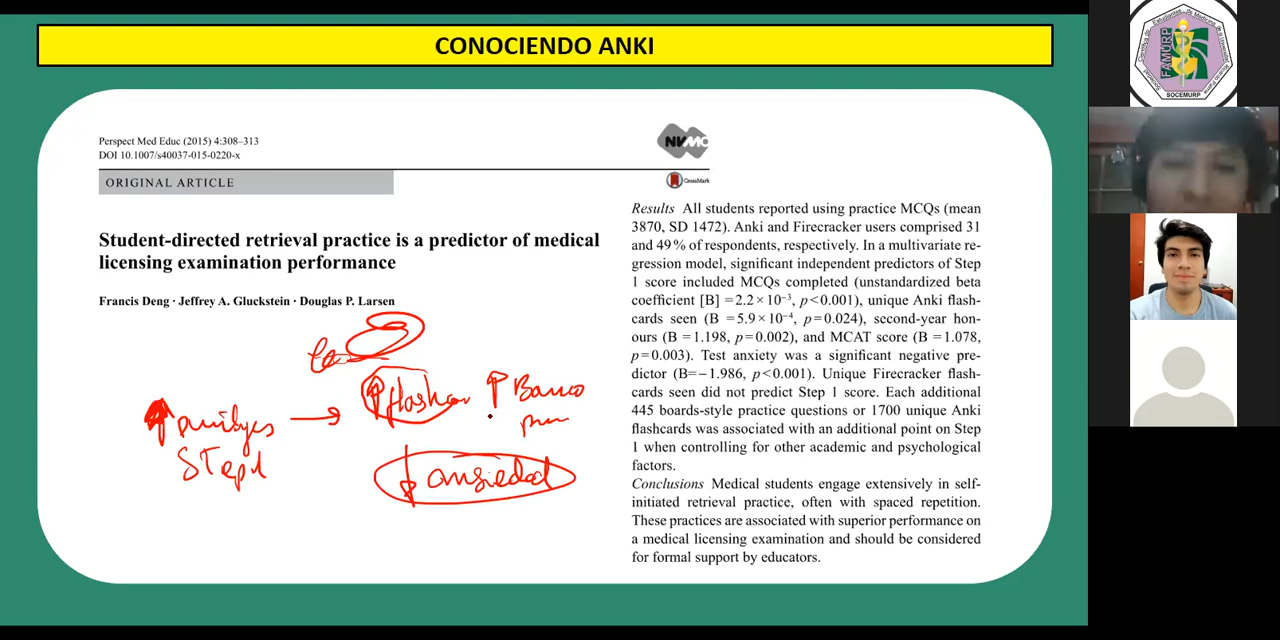 CONOCIENDO ANKI
Perspect Med Educ (2015) 4:308–313
DOI 10.1007/s40037-015-0220-x
NVMO
CrossMark
ORIGINAL ARTICLE
Student-directed retrieval practice is a predictor of medical
licensing examination performance
Francis Deng · Jeffrey A. Gluckstein · Douglas P. Larsen
Results All students reported using practice MCQs (mean
3870, SD 1472). Anki and Firecracker users comprised 31
and 49 % of respondents, respectively. In a multivariate re-
gression model, significant independent predictors of Step
1 score included MCQs completed (unstandardized beta
coefficient [B] = 2.2 × 10⁻³, p < 0.001), unique Anki flash-
cards seen (B = 5.9 × 10⁻⁴, p = 0.024), second-year hon-
ours (B = 1.198, p = 0.002), and MCAT score (B = 1.078,
p = 0.003). Test anxiety was a significant negative pre-
dictor (B= − 1.986, p < 0.001). Unique Firecracker flash-
cards seen did not predict Step 1 score. Each additional
445 boards-style practice questions or 1700 unique Anki
flashcards was associated with an additional point on Step
1 when controlling for other academic and psychological
factors.
Conclusions Medical students engage extensively in self-
initiated retrieval practice, often with spaced repetition.
These practices are associated with superior performance on
a medical licensing examination and should be considered
for formal support by educators.
↑ → ↑ ↑ Banco
STep 1
↓ ansiedad
FAMURP
SOCEMURP